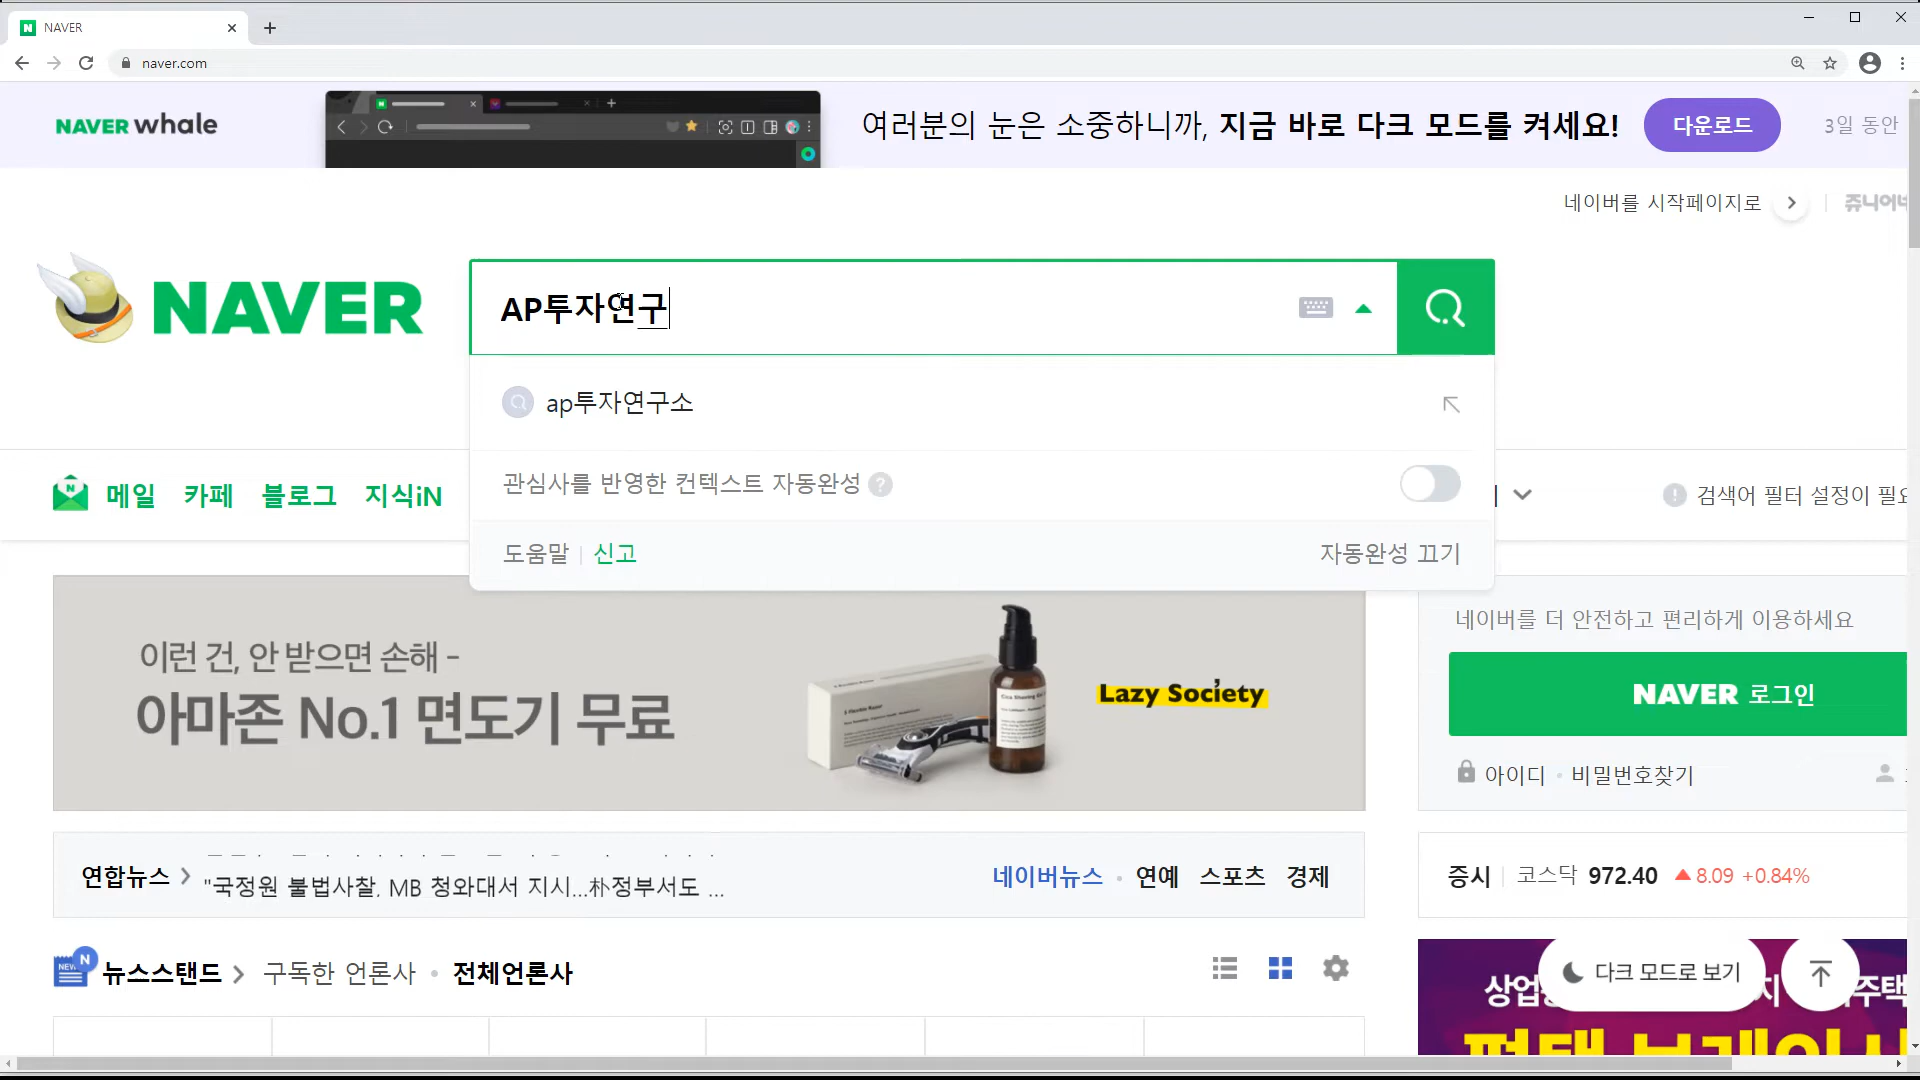 NAVER
naver.com
NAVER whale
여러분의 눈은 소중하니까, 지금 바로 다크 모드를 켜세요!
다운로드
3일 동안
네이버를 시작페이지로
쥬니어네
NAVER
AP투자연구
ap투자연구소
관심사를 반영한 컨텍스트 자동완성 ?
도움말 신고
자동완성 끄기
메일 카페 블로그 지식iN
검색어 필터 설정이 필요
이런 건, 안 받으면 손해 -
아마존 No.1 면도기 무료
Lazy Society
네이버를 더 안전하고 편리하게 이용하세요
NAVER 로그인
아이디 · 비밀번호찾기
연합뉴스 >
"국정원 불법사찰, MB 청와대서 지시...朴정부서도 ...
네이버뉴스 · 연예 스포츠 경제
증시 코스닥 972.40 ▲ 8.09 +0.84%
NEW N
뉴스스탠드 > 구독한 언론사 · 전체언론사
다크 모드로 보기